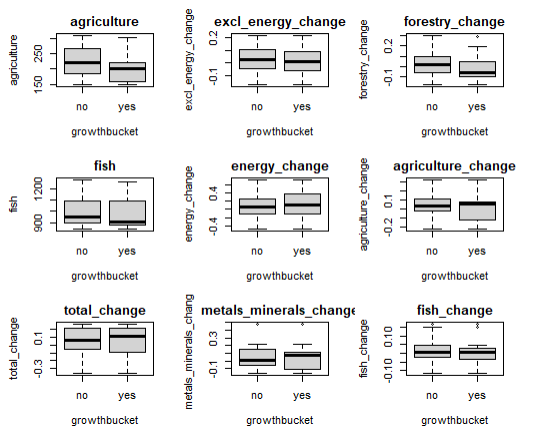 agriculture
agriculture
250
150
no yes
growthbucket
excl_energy_change
excl_energy_change
0.2
-0.1
no yes
growthbucket
forestry_change
forestry_change
0.2
-0.1
no yes
growthbucket
fish
fish
1200
900
no yes
growthbucket
energy_change
energy_change
0.4
-0.4
no yes
growthbucket
agriculture_change
agriculture_change
0.1
-0.2
no yes
growthbucket
total_change
total_change
0.1
-0.3
no yes
growthbucket
metals_minerals_change
metals_minerals_chang
0.4
-0.1
no yes
growthbucket
fish_change
fish_change
0.10
-0.10
no yes
growthbucket